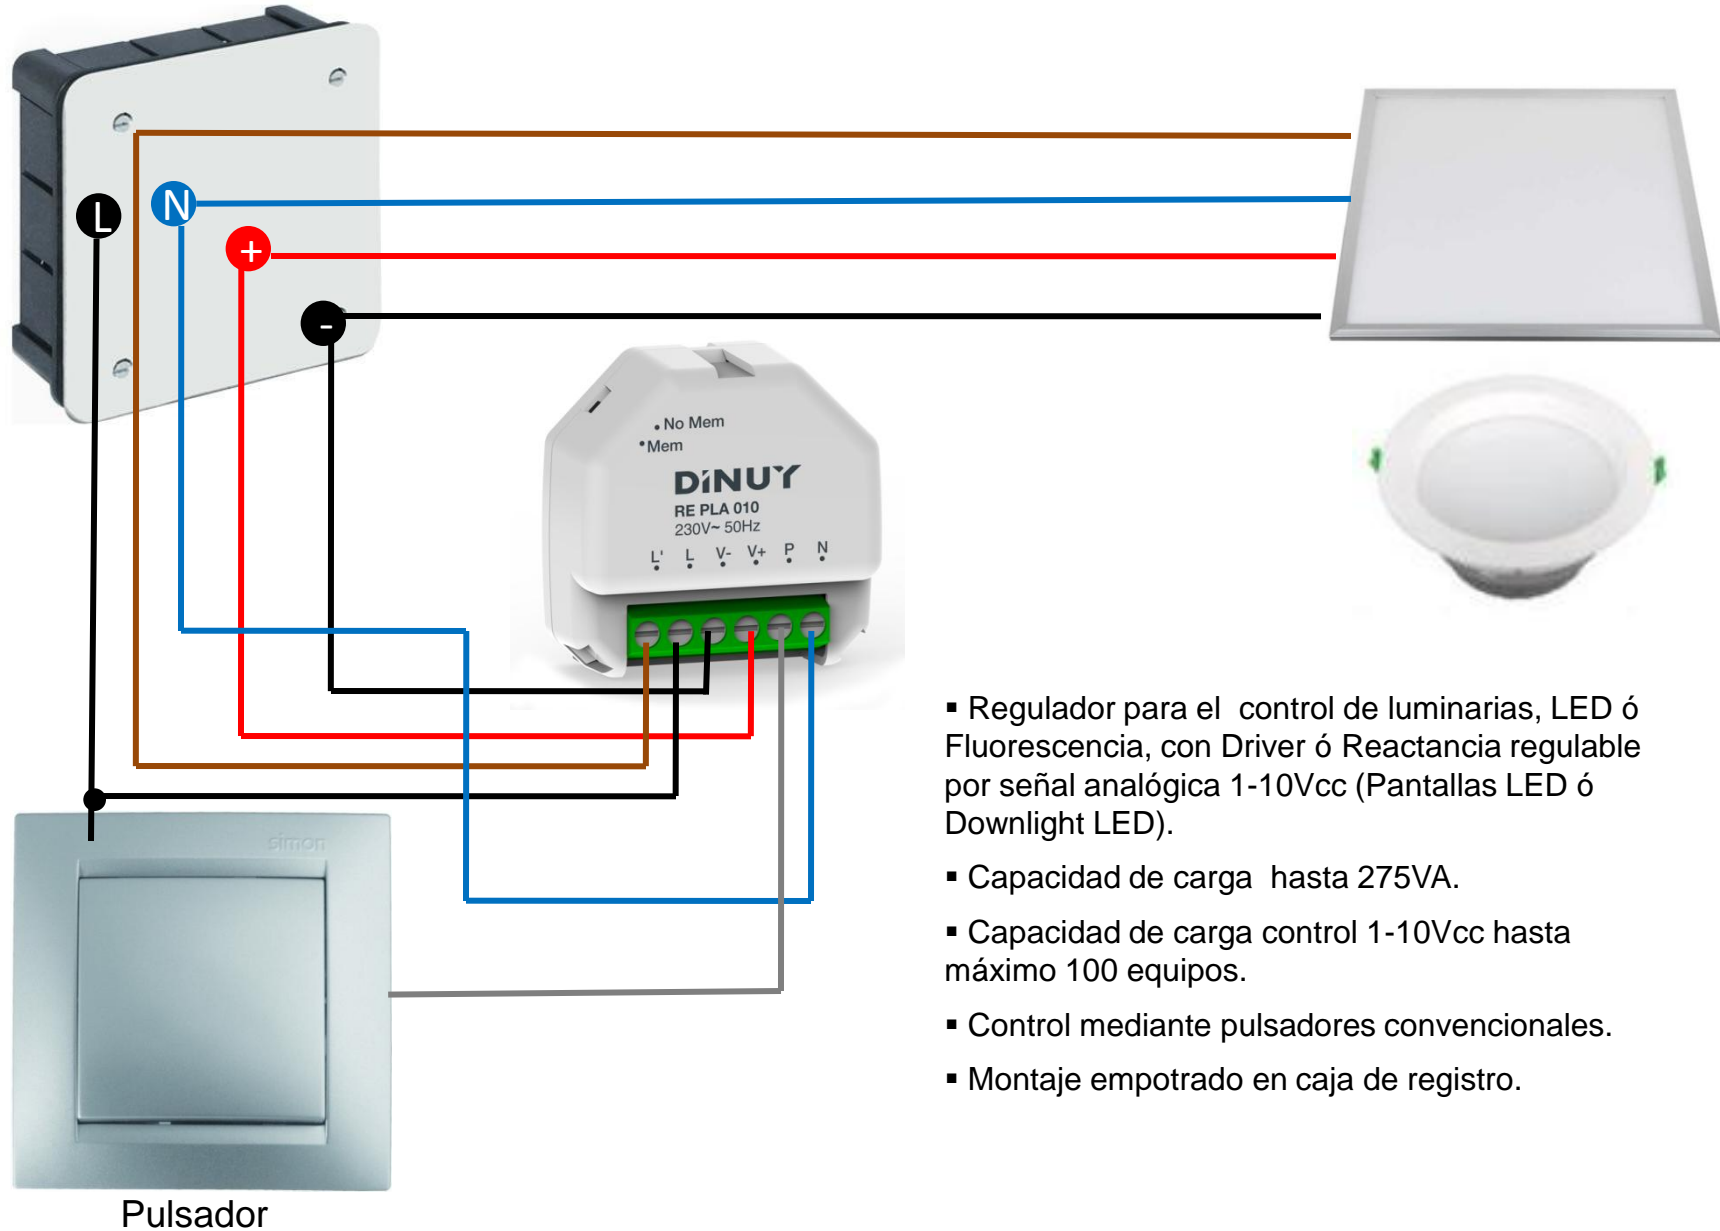 L
N
+
-
No Mem
Mem
DiNUY
RE PLA 010
230V~ 50Hz
L' L V- V+ P N
simon
Pulsador
▪ Regulador para el  control de luminarias, LED ó
Fluorescencia, con Driver ó Reactancia regulable
por señal analógica 1-10Vcc (Pantallas LED ó
Downlight LED).
▪ Capacidad de carga  hasta 275VA.
▪ Capacidad de carga control 1-10Vcc hasta
máximo 100 equipos.
▪ Control mediante pulsadores convencionales.
▪ Montaje empotrado en caja de registro.